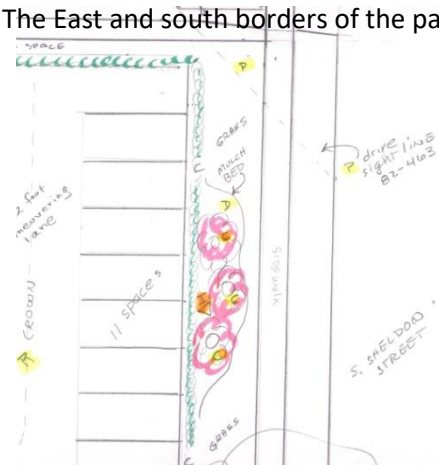 The East and south borders of the pa
SPACE
P
GRASS
MULCH
BED
drive
sight line
82-463
P
D
2 foot
maneuvering
lane
CROWN
11 spaces
SIDEWALK
G
R
S. SHELDON
STREET
GRASS
C